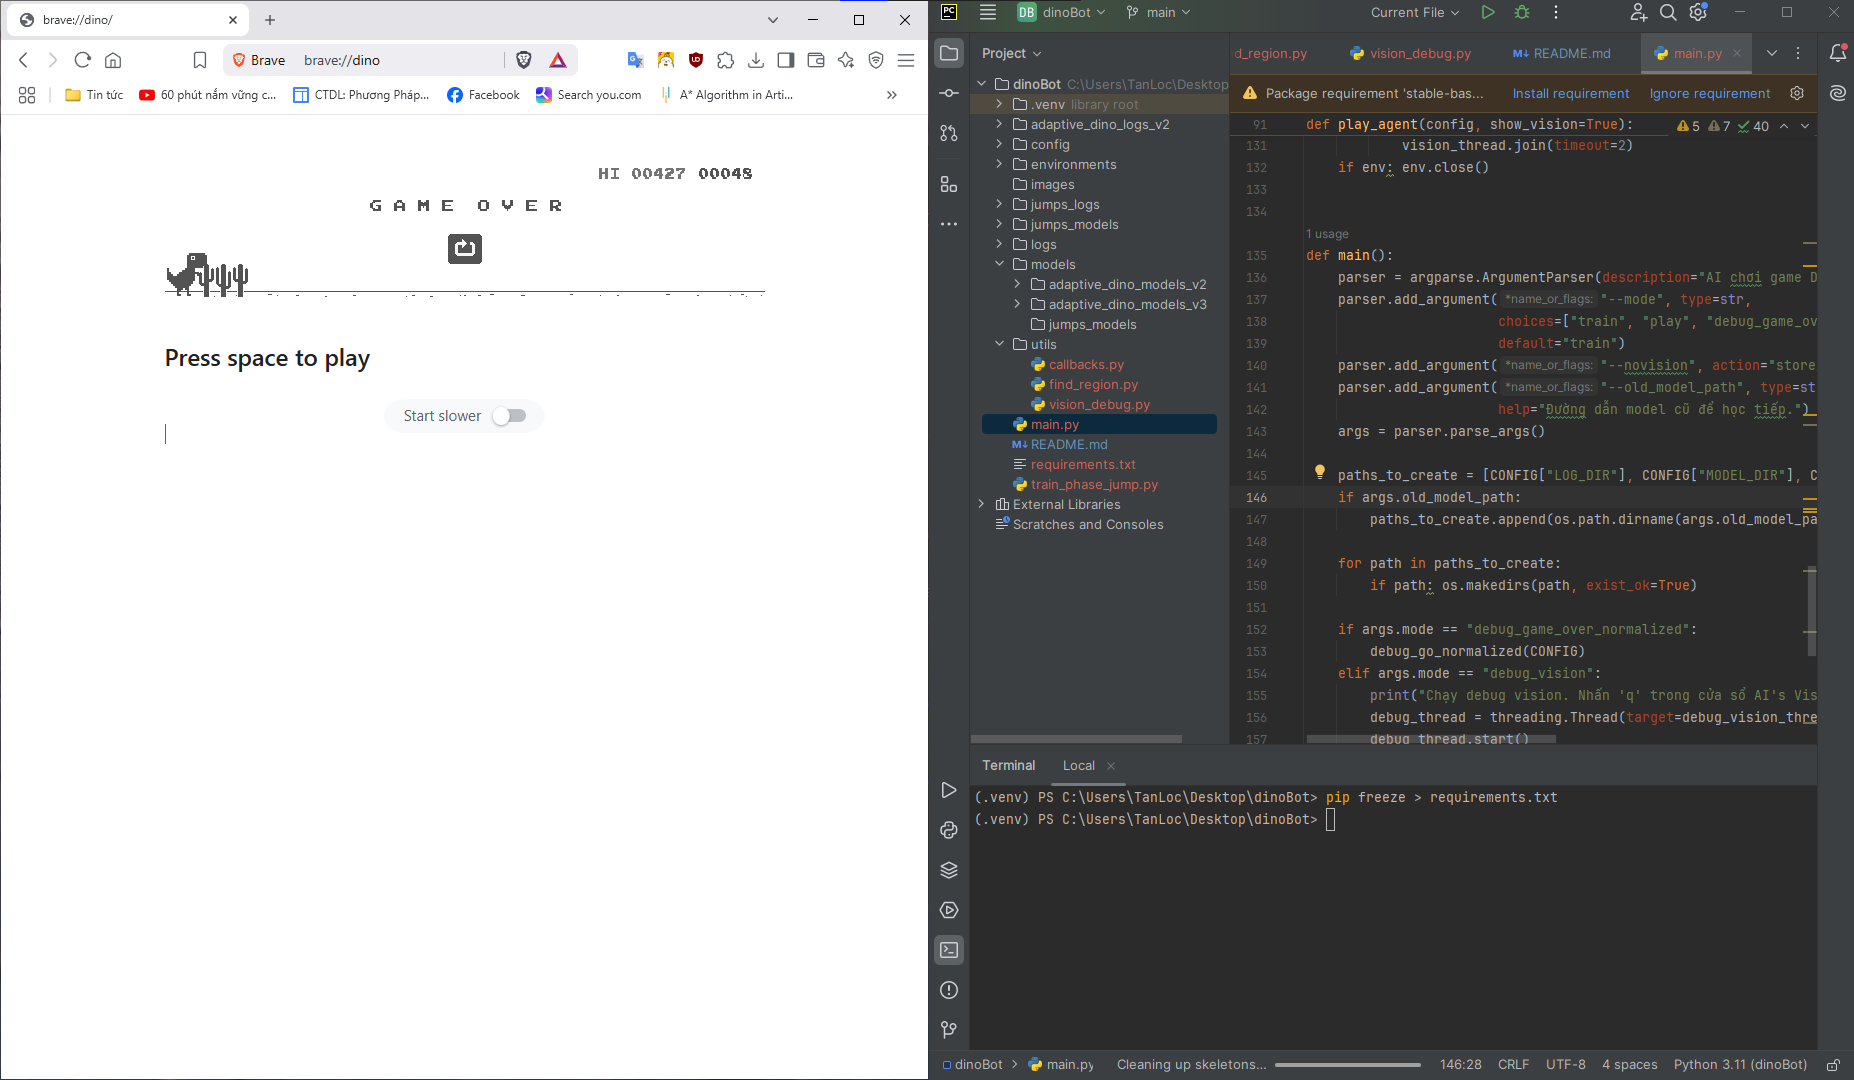 brave://dino/
Brave brave://dino
Tin tức
60 phút nắm vững c...
CTDL: Phương Pháp...
Facebook
Search you.com
A* Algorithm in Arti...
HI 00427 00048
GAME OVER
Press space to play
Start slower
PC
DB dinoBot
main
Current File
Project
d_region.py
vision_debug.py
README.md
main.py
Package requirement 'stable-bas...
Install requirement
Ignore requirement
dinoBot C:\Users\TanLoc\Desktop
.venv library root
adaptive_dino_logs_v2
config
environments
images
jumps_logs
jumps_models
logs
models
adaptive_dino_models_v2
adaptive_dino_models_v3
jumps_models
utils
callbacks.py
find_region.py
vision_debug.py
main.py
README.md
requirements.txt
train_phase_jump.py
External Libraries
Scratches and Consoles
91 def play_agent(config, show_vision=True):
5 7 40
131 vision_thread.join(timeout=2)
132 if env: env.close()
133
134
1 usage
135 def main():
136 parser = argparse.ArgumentParser(description="AI chơi game D
137 parser.add_argument( *name_or_flags: "--mode", type=str,
138 choices=["train", "play", "debug_game_ov
139 default="train")
140 parser.add_argument( *name_or_flags: "--novision", action="store
141 parser.add_argument( *name_or_flags: "--old_model_path", type=st
142 help="Đường dẫn model cũ để học tiếp.")
143 args = parser.parse_args()
144
145 paths_to_create = [CONFIG["LOG_DIR"], CONFIG["MODEL_DIR"], C
146 if args.old_model_path:
147 paths_to_create.append(os.path.dirname(args.old_model_pa
148
149 for path in paths_to_create:
150 if path: os.makedirs(path, exist_ok=True)
151
152 if args.mode == "debug_game_over_normalized":
153 debug_go_normalized(CONFIG)
154 elif args.mode == "debug_vision":
155 print("Chạy debug vision. Nhấn 'q' trong cửa sổ AI's Vis
156 debug_thread = threading.Thread(target=debug_vision_thre
157 debug_thread.start()
Terminal
Local
(.venv) PS C:\Users\TanLoc\Desktop\dinoBot> pip freeze > requirements.txt
(.venv) PS C:\Users\TanLoc\Desktop\dinoBot>
dinoBot
main.py
Cleaning up skeletons...
146:28
CRLF
UTF-8
4 spaces
Python 3.11 (dinoBot)